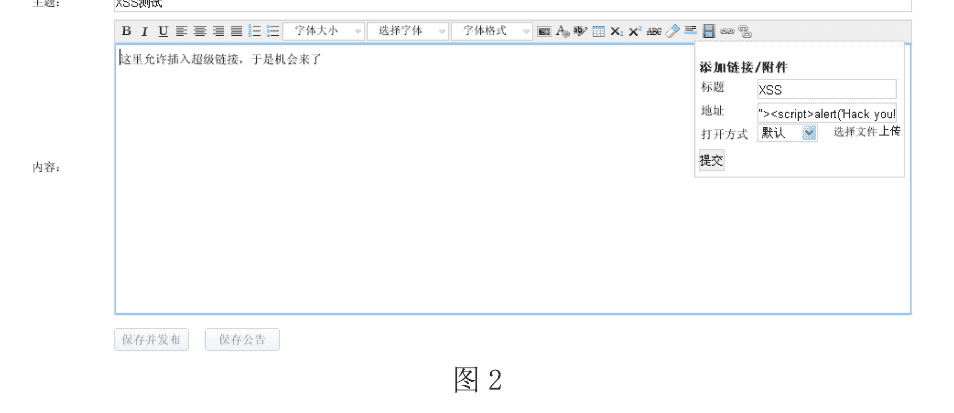 主题： XSS测试
B I U 字体大小 选择字体 字体格式 ABC
这里允许插入超级链接，于是机会来了
添加链接/附件
标题 XSS
地址 "><script>alert('Hack you!
打开方式 默认 选择文件上传
提交
内容：
保存并发布 保存公告
图 2